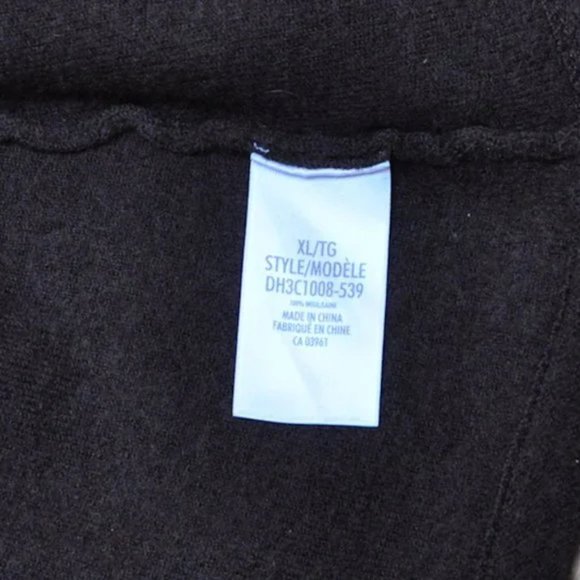 XL/TG
STYLE/MODÈLE
DH3C1008-539
100% WOOL/LAINE
MADE IN CHINA
FABRIQUÉ EN CHINE
CA 03961